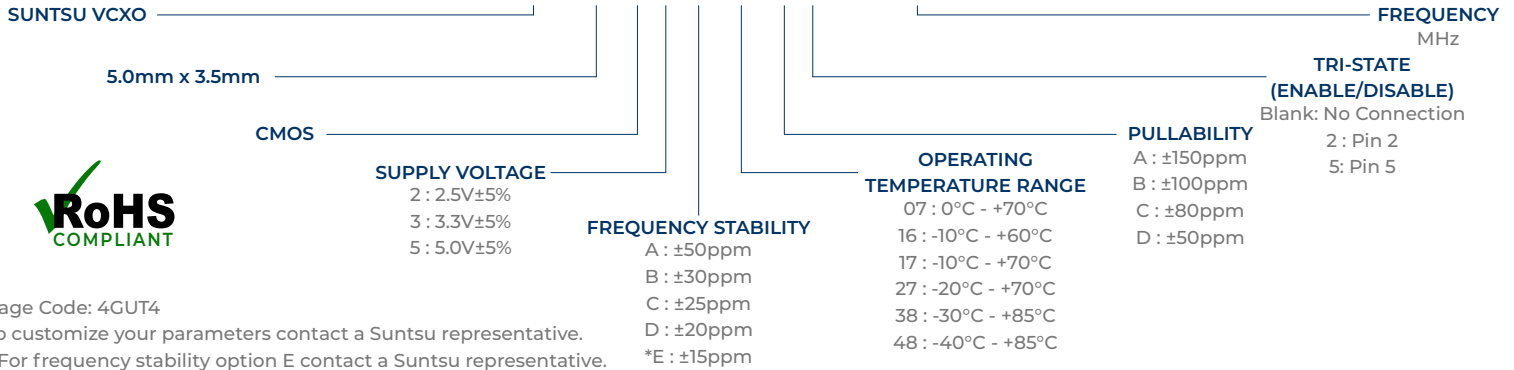 SUNTSU VCXO
5.0mm x 3.5mm
CMOS
SUPPLY VOLTAGE
2 : 2.5V±5%
3 : 3.3V±5%
5 : 5.0V±5%
FREQUENCY STABILITY
A : ±50ppm
B : ±30ppm
C : ±25ppm
D : ±20ppm
*E : ±15ppm
OPERATING
TEMPERATURE RANGE
07 : 0°C - +70°C
16 : -10°C - +60°C
17 : -10°C - +70°C
27 : -20°C - +70°C
38 : -30°C - +85°C
48 : -40°C - +85°C
PULLABILITY
A : ±150ppm
B : ±100ppm
C : ±80ppm
D : ±50ppm
TRI-STATE
(ENABLE/DISABLE)
Blank: No Connection
2 : Pin 2
5: Pin 5
FREQUENCY
MHz
RoHS
COMPLIANT
age Code: 4GUT4
o customize your parameters contact a Suntsu representative.
For frequency stability option E contact a Suntsu representative.